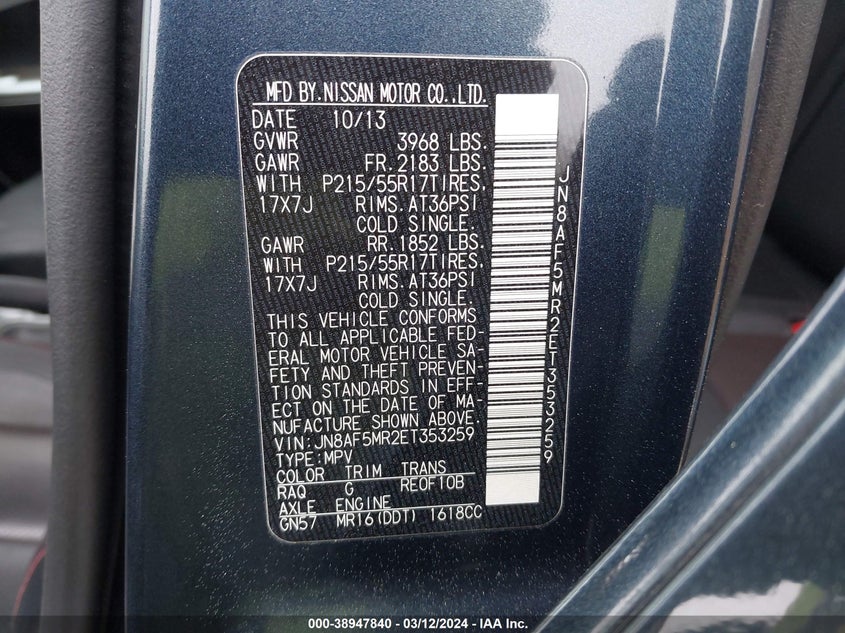 MFD BY.NISSAN MOTOR CO.,LTD.
DATE 10/13
GVWR 3968 LBS.
GAWR FR.2183 LBS.
WITH P215/55R17TIRES,
17X7J RIMS.AT36PSI
COLD SINGLE.
GAWR RR.1852 LBS.
WITH P215/55R17TIRES,
17X7J RIMS.AT36PSI
COLD SINGLE.
THIS VEHICLE CONFORMS
TO ALL APPLICABLE FED-
ERAL MOTOR VEHICLE SA-
FETY AND THEFT PREVEN-
TION STANDARDS IN EFF-
ECT ON THE DATE OF MA-
NUFACTURE SHOWN ABOVE.
VIN:JN8AF5MR2ET353259
TYPE:MPV
COLOR TRIM TRANS
RAQ G RE0F10B
AXLE ENGINE
GN57 MR16(DDT) 1618CC
JN8AF5MR2ET353259
000-38947840 - 03/12/2024 - IAA Inc.